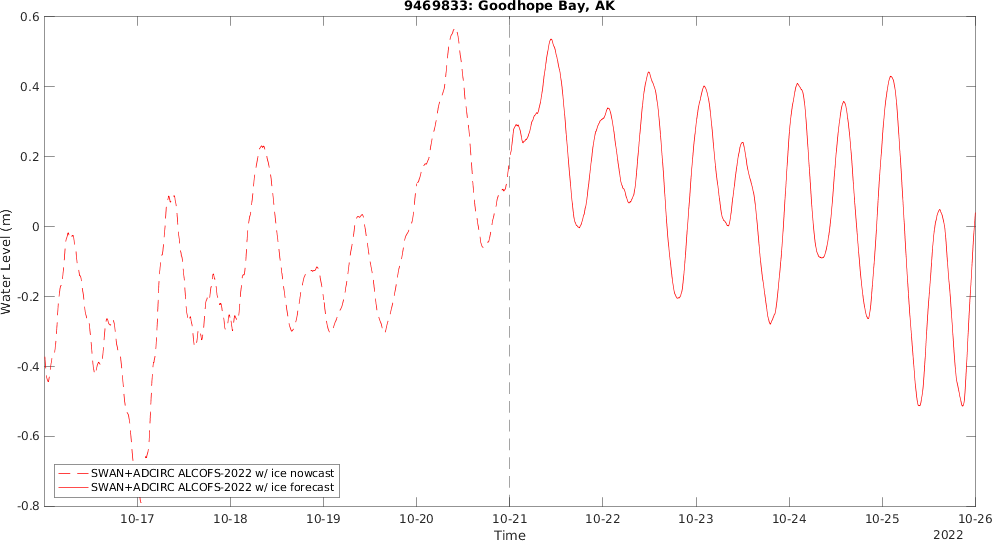 9469833: Goodhope Bay, AK
Water Level (m)
0.6
0.4
0.2
0
-0.2
-0.4
-0.6
-0.8
SWAN+ADCIRC ALCOFS-2022 w/ ice nowcast
SWAN+ADCIRC ALCOFS-2022 w/ ice forecast
10-17 10-18 10-19 10-20 10-21 10-22 10-23 10-24 10-25 10-26
Time
2022